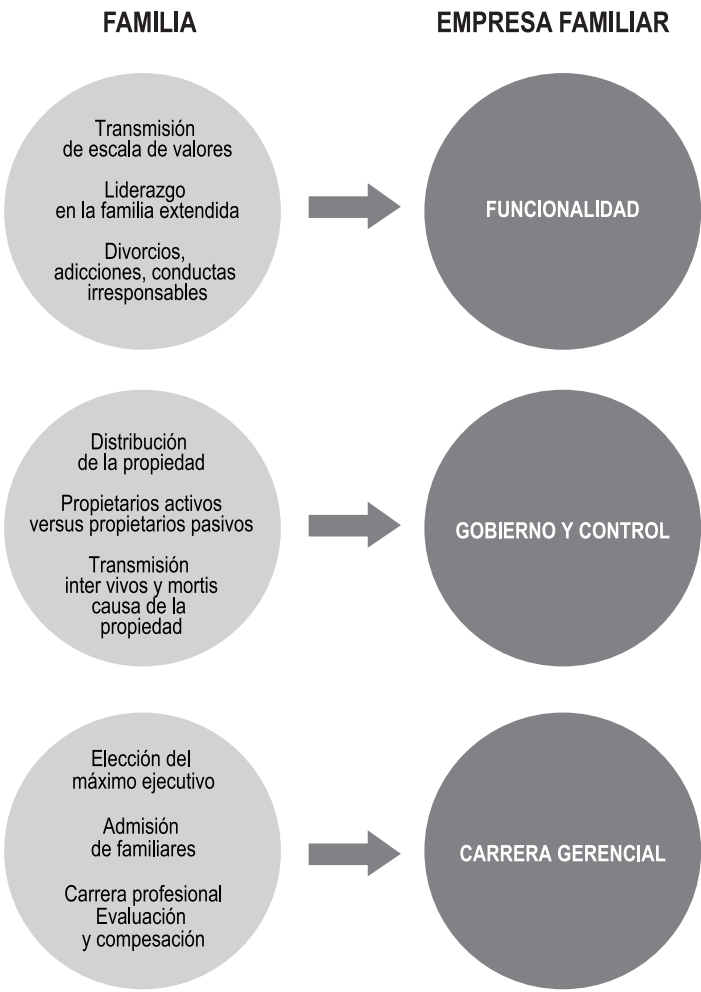 FAMILIA
EMPRESA FAMILIAR
Transmisión
de escala de valores
Liderazgo
en la familia extendida
Divorcios,
adicciones, conductas
irresponsables
FUNCIONALIDAD
Distribución
de la propiedad
Propietarios activos
versus propietarios pasivos
Transmisión
inter vivos y mortis
causa de la
propiedad
GOBIERNO Y CONTROL
Elección del
máximo ejecutivo
Admisión
de familiares
Carrera profesional
Evaluación
y compesación
CARRERA GERENCIAL